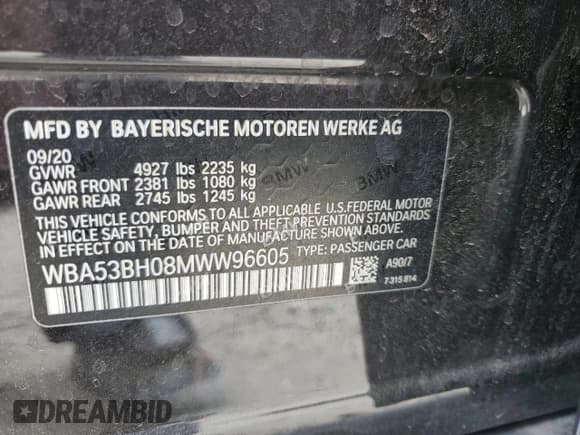 MFD BY BAYERISCHE MOTOREN WERKE AG
09/20
GVWR 4927 lbs 2235 kg
GAWR FRONT 2381 lbs 1080 kg
GAWR REAR 2745 lbs 1245 kg
THIS VEHICLE CONFORMS TO ALL APPLICABLE U.S.FEDERAL MOTOR
VEHICLE SAFETY, BUMPER AND THEFT PREVENTION STANDARDS
IN EFFECT ON THE DATE OF MANUFACTURE SHOWN ABOVE.
WBA53BH08MWW96605 TYPE: PASSENGER CAR
A90/7
7 315 814
BMW
BMW
DREAMBID